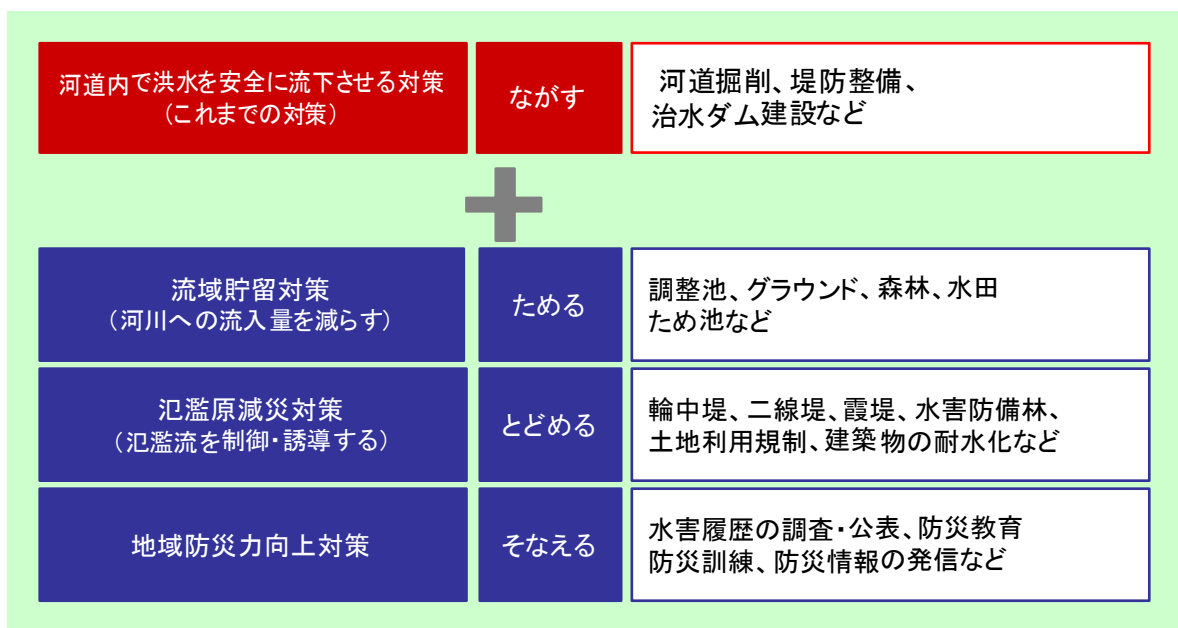 河道内で洪水を安全に流下させる対策
（これまでの対策）
ながす
河道掘削、堤防整備、
治水ダム建設など
流域貯留対策
（河川への流入量を減らす）
ためる
調整池、グラウンド、森林、水田
ため池など
氾濫原減災対策
（氾濫流を制御・誘導する）
とどめる
輪中堤、二線堤、霞堤、水害防備林、
土地利用規制、建築物の耐水化など
地域防災力向上対策
そなえる
水害履歴の調査・公表、防災教育
防災訓練、防災情報の発信など